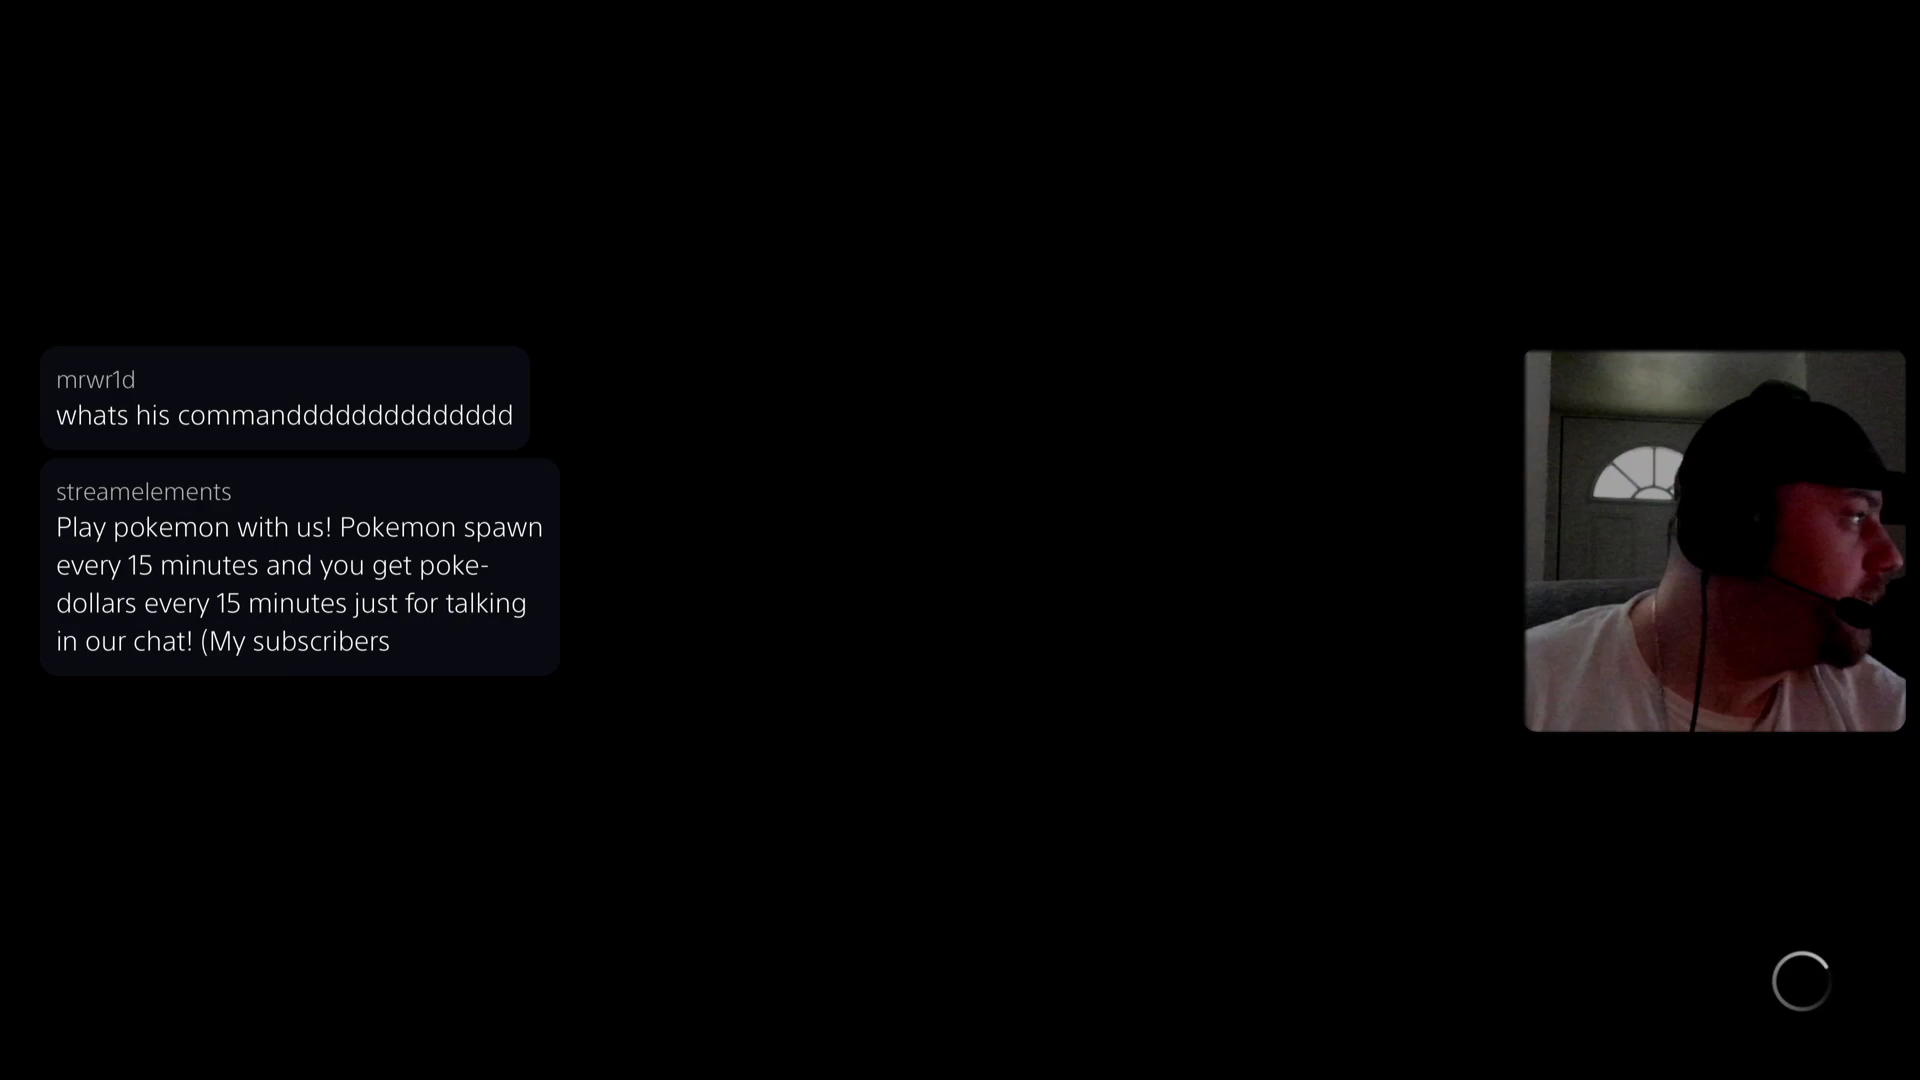 mrwr1d
whats his commanddddddddddddddd
streamelements
Play pokemon with us! Pokemon spawn
every 15 minutes and you get poke-
dollars every 15 minutes just for talking
in our chat! (My subscribers